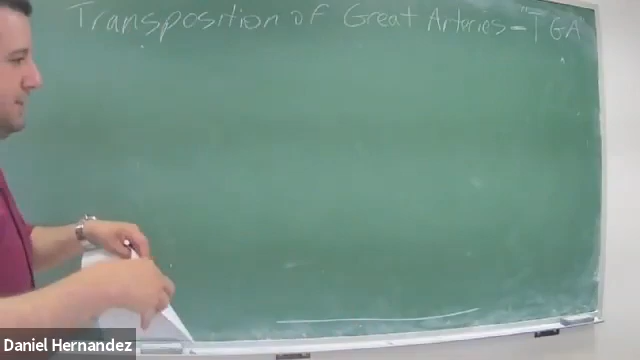 Transposition of Great Arteries - "TGA"
Daniel Hernandez